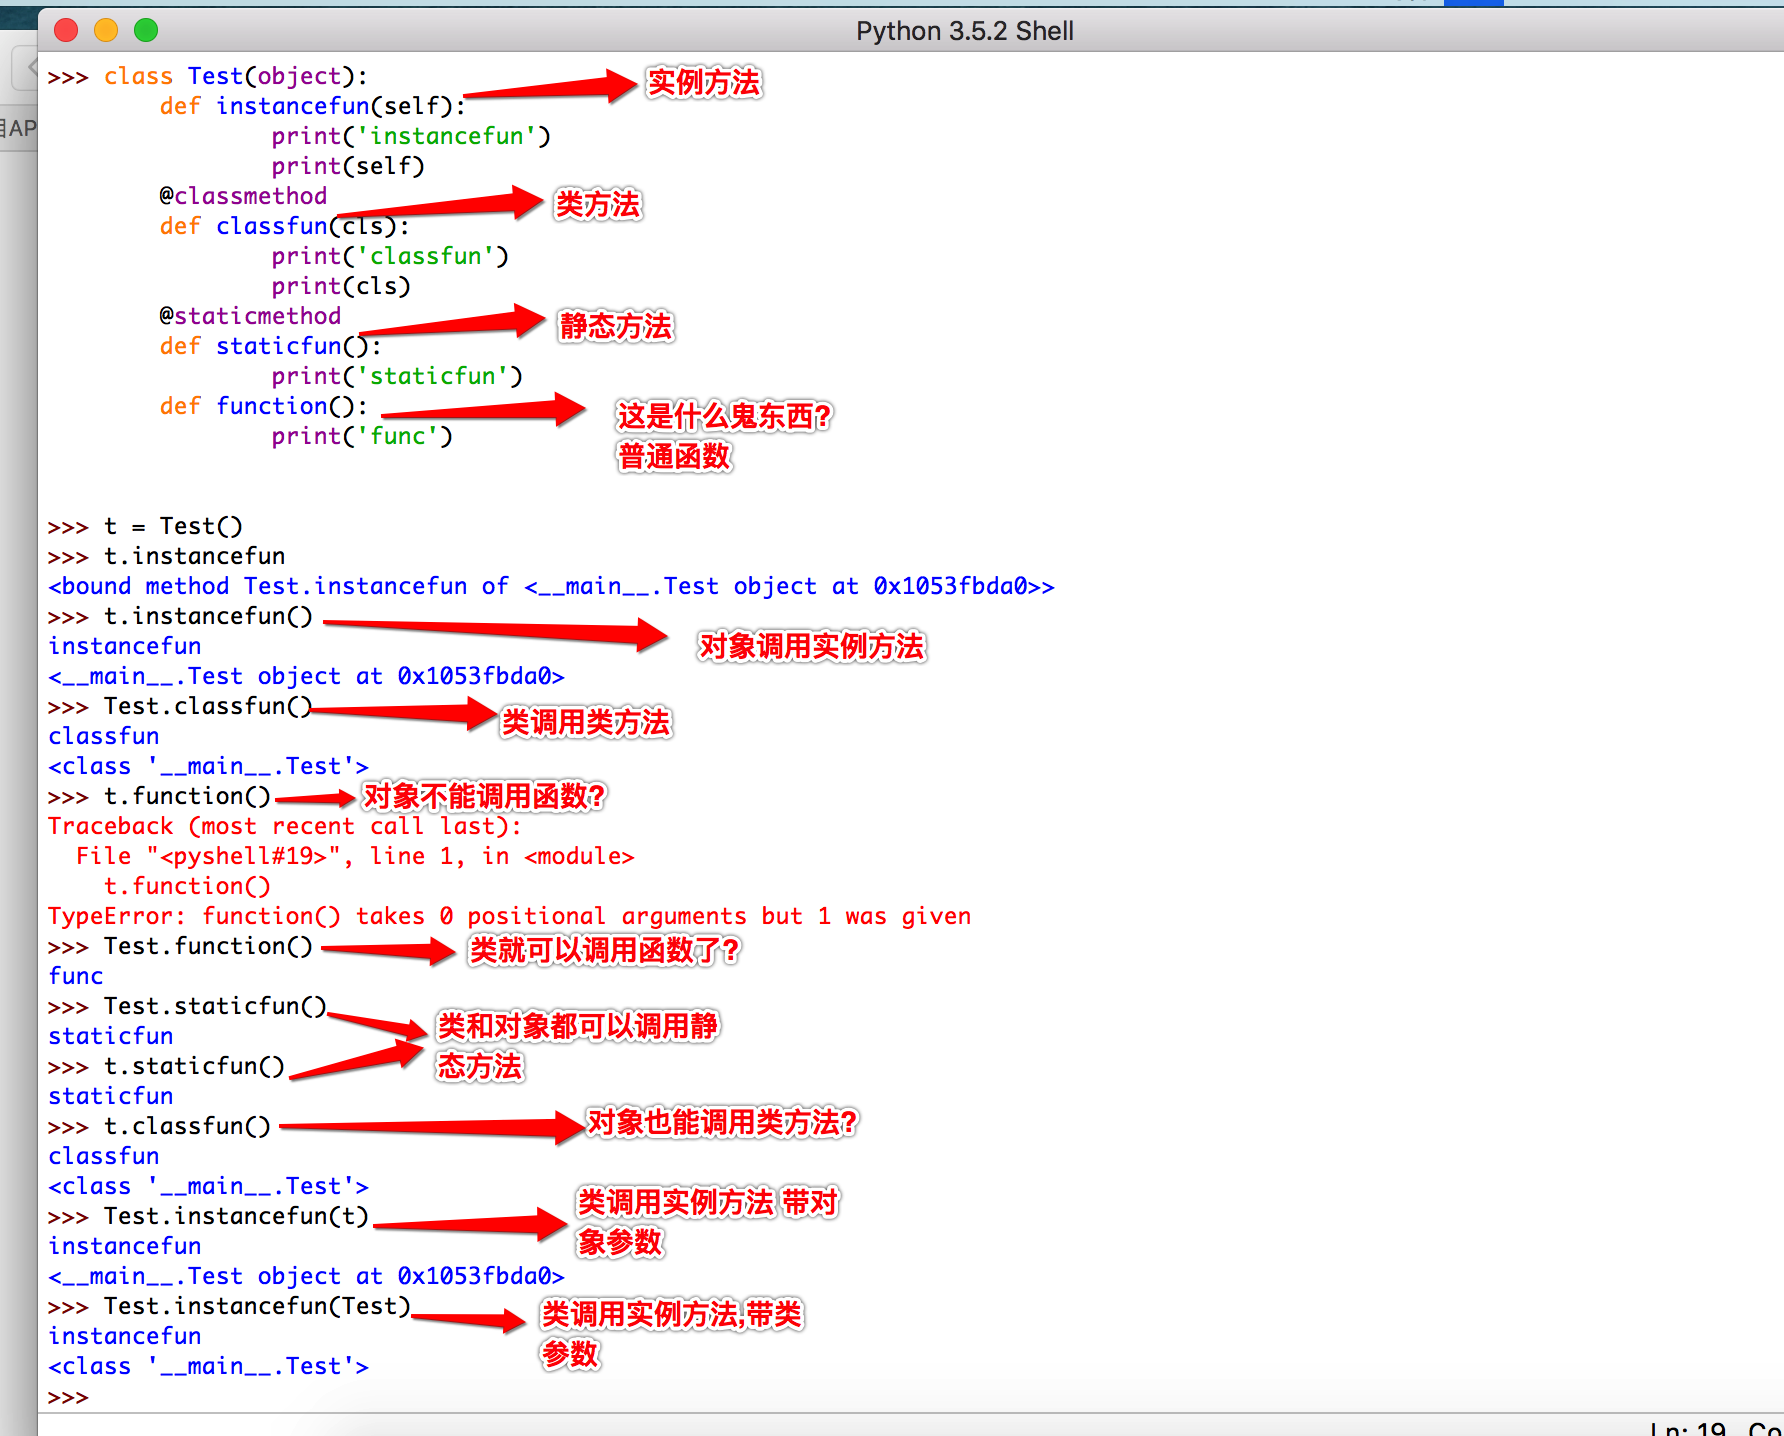 Python 3.5.2 Shell
>>> class Test(object):
实例方法
def instancefun(self):
print('instancefun')
print(self)
@classmethod
类方法
def classfun(cls):
print('classfun')
print(cls)
@staticmethod
静态方法
def staticfun():
print('staticfun')
def function():
这是什么鬼东西?
print('func')
普通函数
>>> t = Test()
>>> t.instancefun
<bound method Test.instancefun of <__main__.Test object at 0x1053fbda0>>
>>> t.instancefun()
对象调用实例方法
instancefun
<__main__.Test object at 0x1053fbda0>
>>> Test.classfun()
类调用类方法
classfun
<class '__main__.Test'>
>>> t.function()
对象不能调用函数?
Traceback (most recent call last):
File "<pyshell#19>", line 1, in <module>
t.function()
TypeError: function() takes 0 positional arguments but 1 was given
>>> Test.function()
类就可以调用函数了?
func
>>> Test.staticfun()
类和对象都可以调用静
staticfun
>>> t.staticfun()
态方法
staticfun
>>> t.classfun()
对象也能调用类方法?
classfun
<class '__main__.Test'>
类调用实例方法 带对
>>> Test.instancefun(t)
象参数
instancefun
<__main__.Test object at 0x1053fbda0>
>>> Test.instancefun(Test)
类调用实例方法,带类
instancefun
参数
<class '__main__.Test'>
>>>
AP
Ln: 19 Co